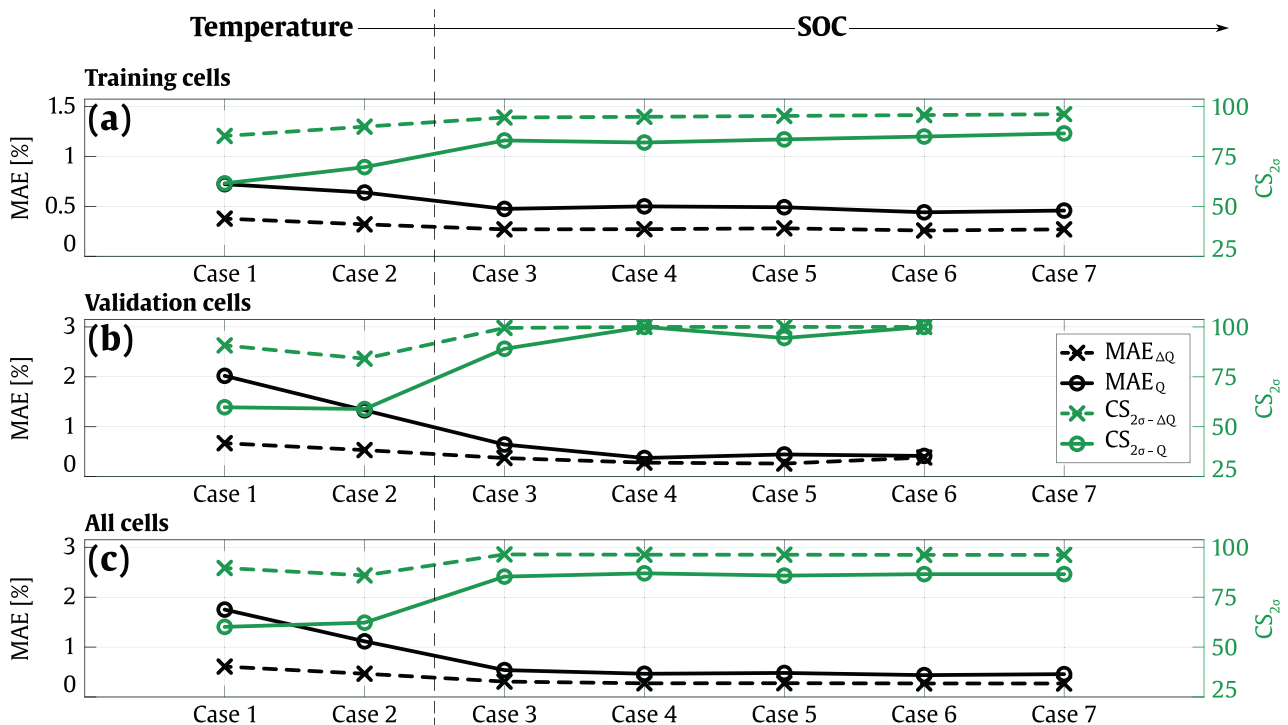 Temperature SOC
Training cells
(a)
MAE [%]
1.5
1
0.5
0
100
75
50
25
CS2σ
Case 1 Case 2 Case 3 Case 4 Case 5 Case 6 Case 7
Validation cells
(b)
MAE [%]
3
2
1
0
100
75
50
25
CS2σ
MAEΔQ
MAEQ
CS2σ-ΔQ
CS2σ-Q
Case 1 Case 2 Case 3 Case 4 Case 5 Case 6 Case 7
All cells
(c)
MAE [%]
3
2
1
0
100
75
50
25
CS2σ
Case 1 Case 2 Case 3 Case 4 Case 5 Case 6 Case 7